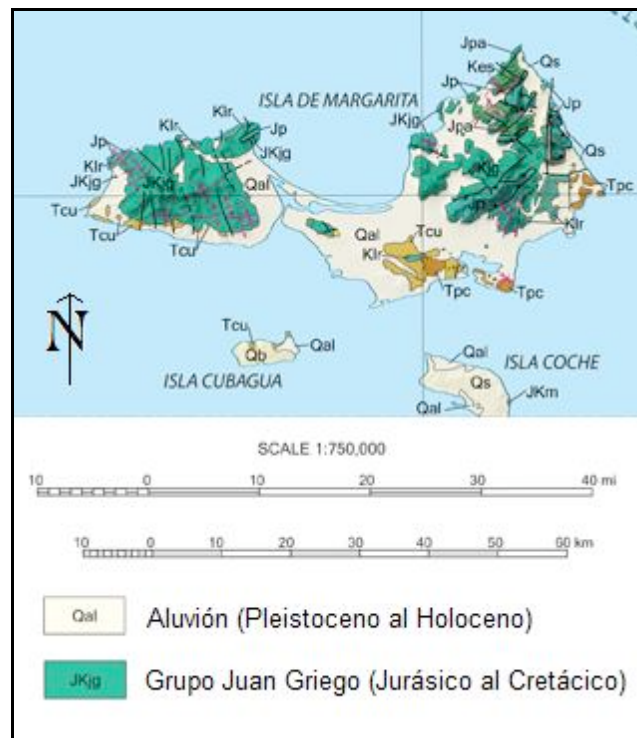 Jpa
Kes
Qs
Jp
ISLA DE MARGARITA
Jp
Klr
Klr
JKjg
Jp
Jp
Jpa
JKjg
Klr
JKjg
Qs
JKjg
JKjg
Qal
Tpc
Tcu
Jp
Klr
Qal
Tcu
Tcu
Tcu
Klr
Tpc
Tpc
N
Tcu
Qal
Qb
Qal
ISLA COCHE
Qs
ISLA CUBAGUA
JKm
Qal
SCALE 1:750,000
10 0 10 20 30 40 mi
10 0 10 20 30 40 50 60 km
Qal Aluvión (Pleistoceno al Holoceno)
JKjg Grupo Juan Griego (Jurásico al Cretácico)